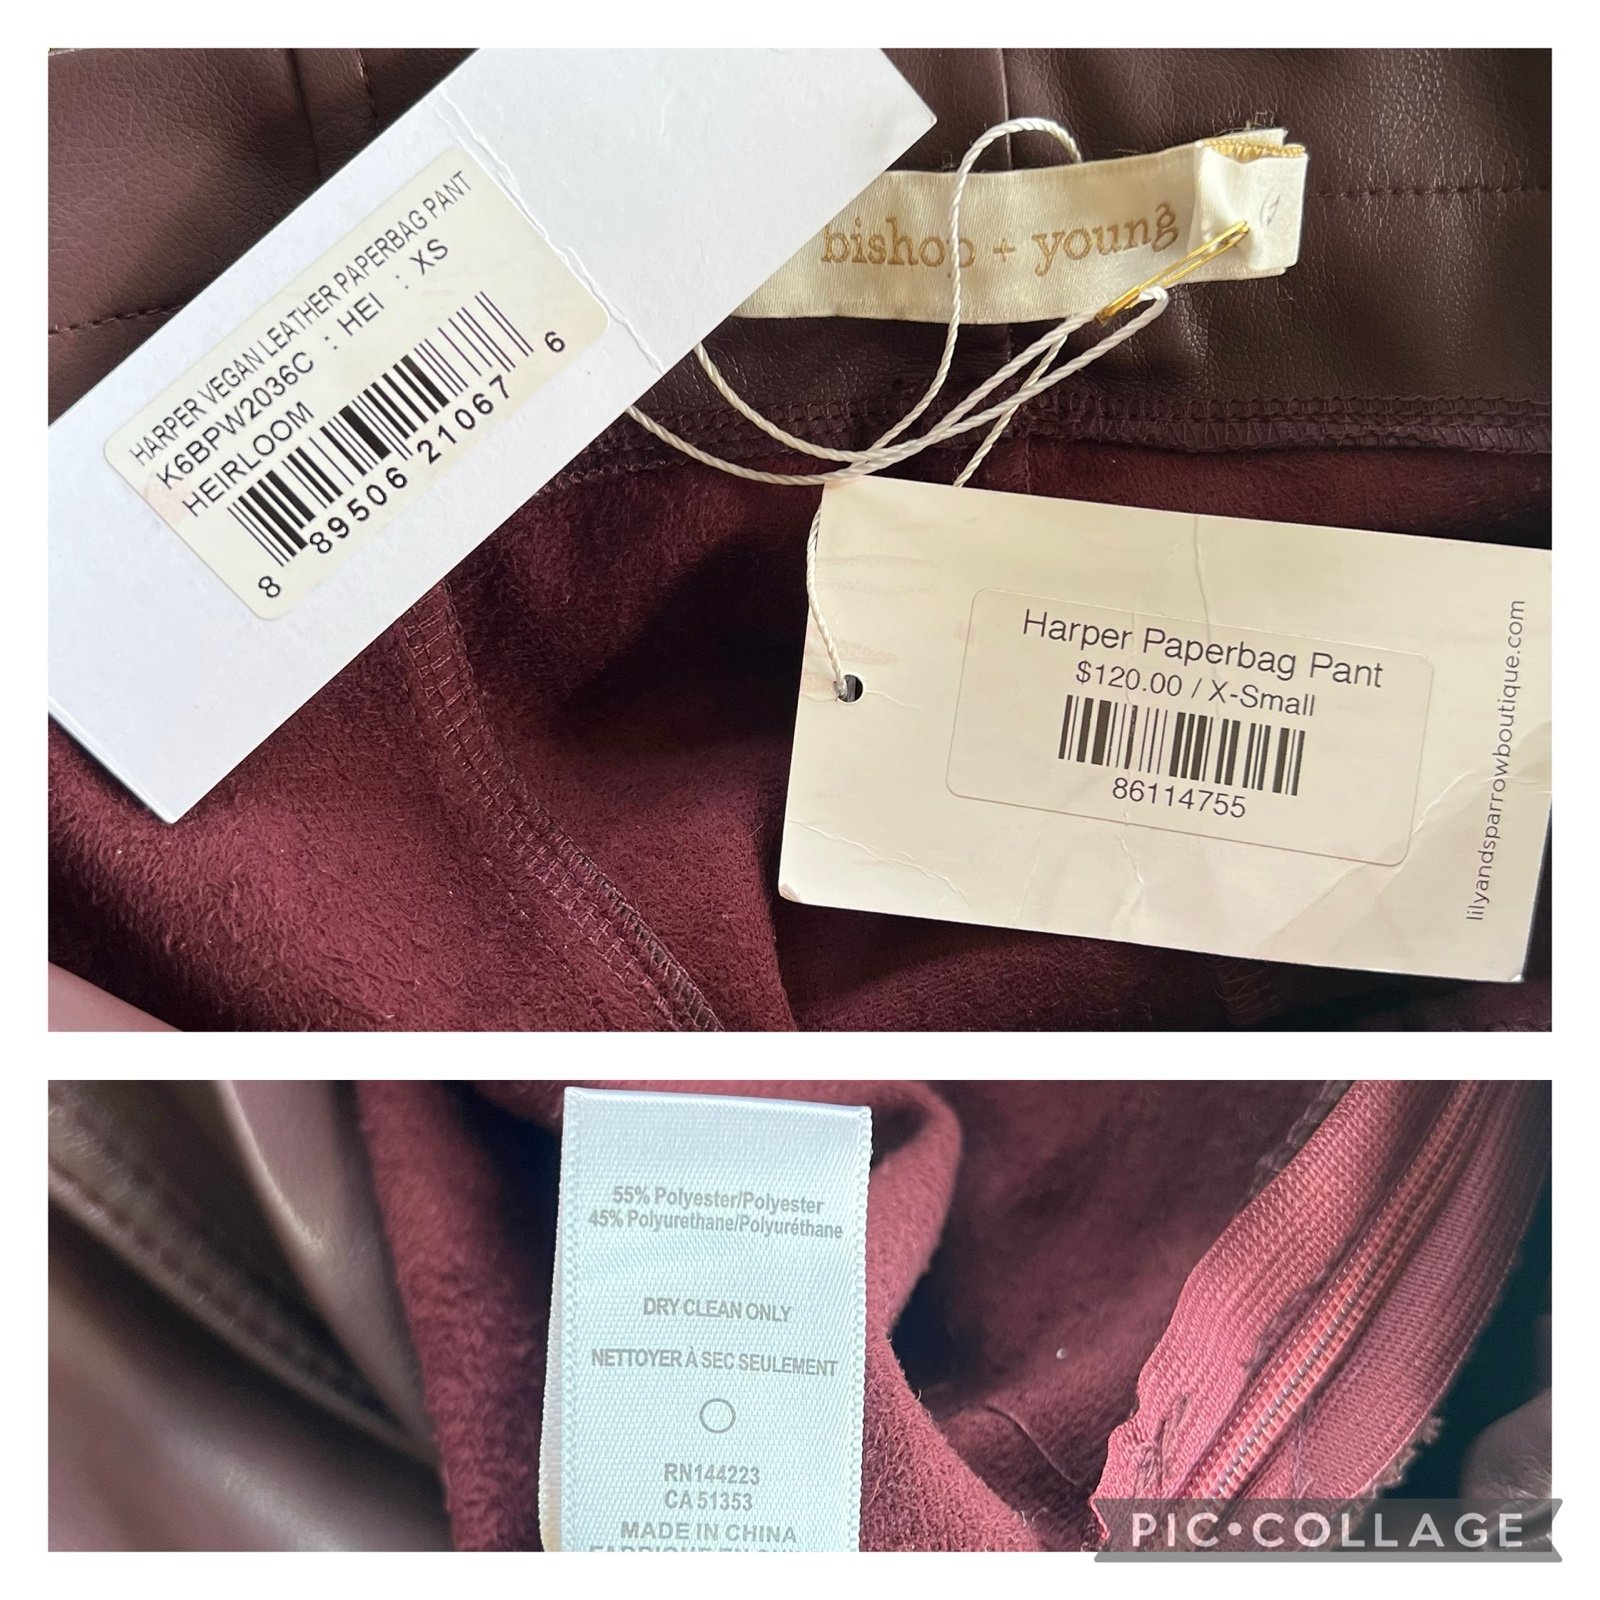 HARPER VEGAN LEATHER PAPERBAG PANT
K6BPW2036C : HEI : XS
HEIRLOOM
8 89506 21067 6
bishop + young
Harper Paperbag Pant
$120.00 / X-Small
86114755
lilyandsparrowboutique.com
55% Polyester/Polyester
45% Polyurethane/Polyuréthane
DRY CLEAN ONLY
NETTOYER À SEC SEULEMENT
RN144223
CA 51353
MADE IN CHINA
PIC•COLLAGE